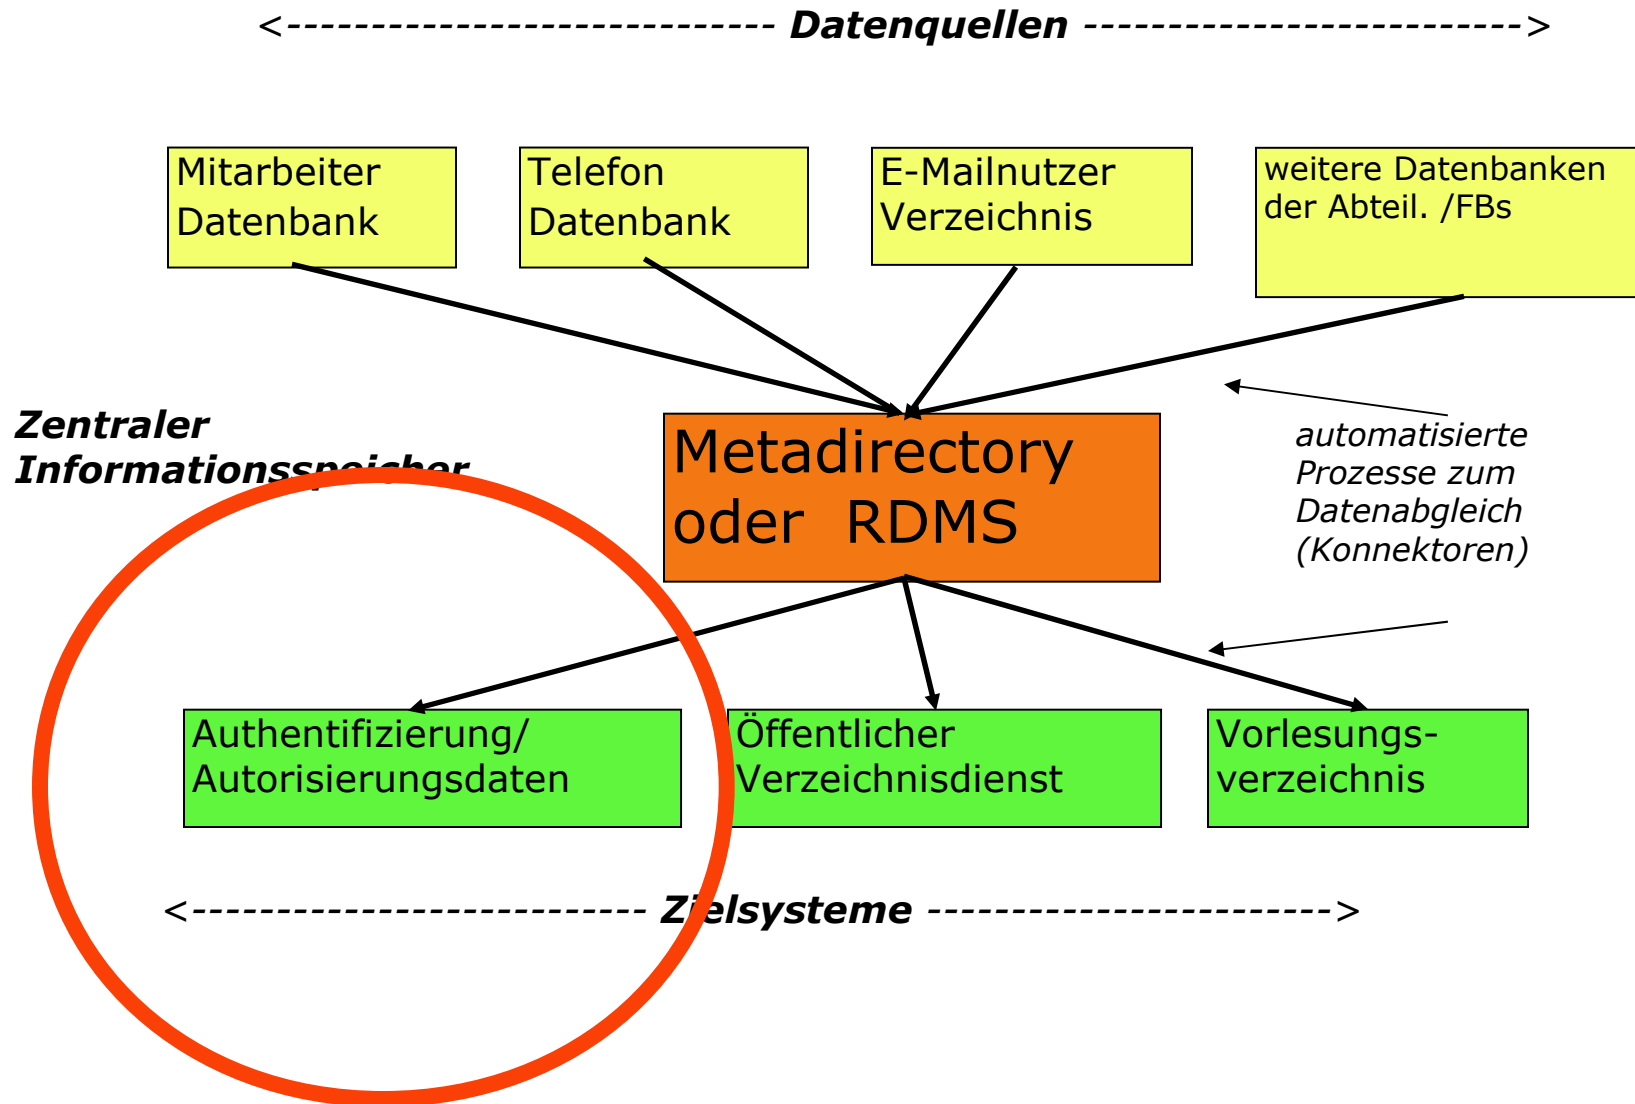 <--------------------------- Datenquellen -------------------------->
Mitarbeiter
Datenbank
Telefon
Datenbank
E-Mailnutzer
Verzeichnis
weitere Datenbanken
der Abteil. /FBs
Zentraler
Informationsspeicher
Metadirectory
oder RDMS
automatisierte
Prozesse zum
Datenabgleich
(Konnektoren)
Authentifizierung/
Autorisierungsdaten
Öffentlicher
Verzeichnisdienst
Vorlesungs-
verzeichnis
<--------------------------- Zielsysteme ------------------------>